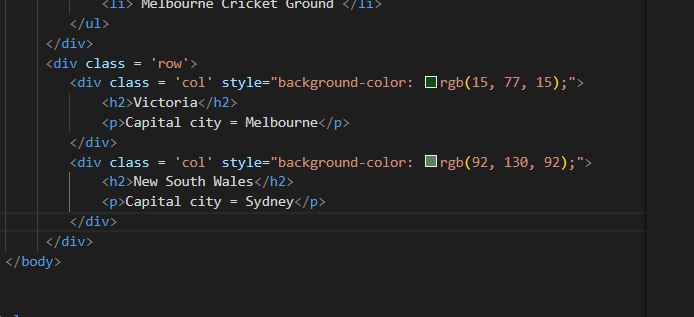 <li> Melbourne Cricket Ground </li>
</ul>
</div>
<div class = 'row'>
<div class = 'col' style="background-color: rgb(15, 77, 15);">
<h2>Victoria</h2>
<p>Capital city = Melbourne</p>
</div>
<div class = 'col' style="background-color: rgb(92, 130, 92);">
<h2>New South Wales</h2>
<p>Capital city = Sydney</p>
</div>
</div>
</body>